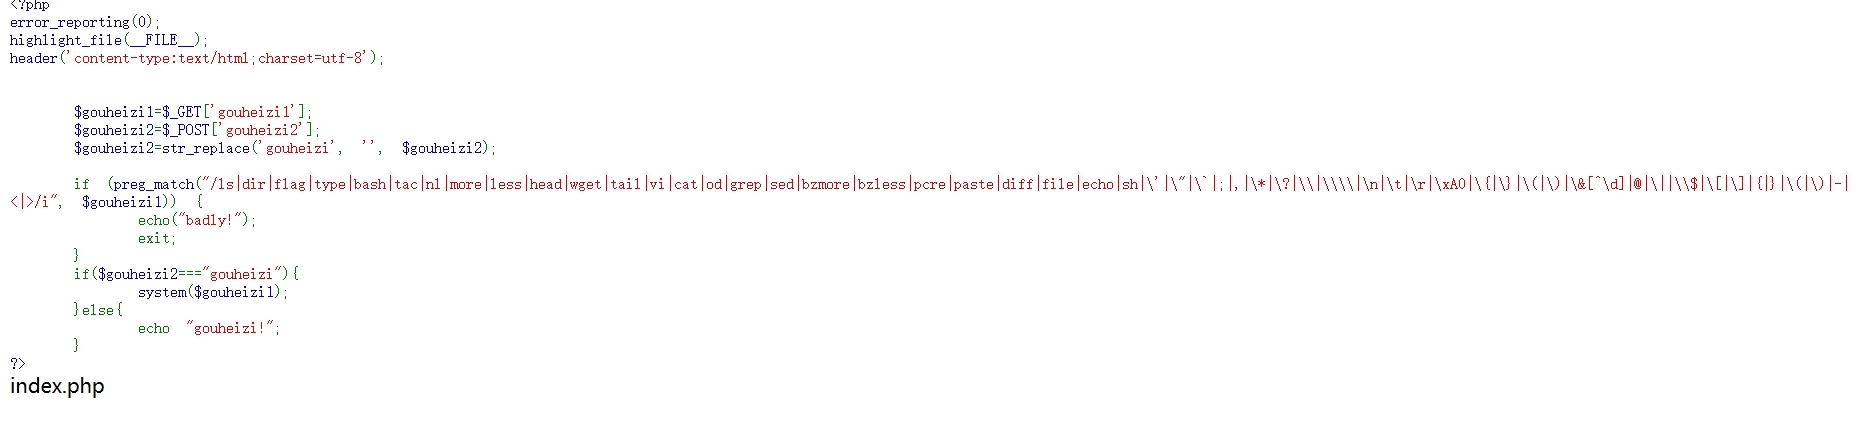 <?php
error_reporting(0);
highlight_file(__FILE__);
header('content-type:text/html;charset=utf-8');
$gouheizi1=$_GET['gouheizi1'];
$gouheizi2=$_POST['gouheizi2'];
$gouheizi2=str_replace('gouheizi', '', $gouheizi2);
if (preg_match("/ls|dir|flag|type|bash|tac|nl|more|less|head|wget|tail|vi|cat|od|grep|sed|bzmore|bzless|pcre|paste|diff|file|echo|sh|\'|\"|\`|;|,|\*|\?|\\|\\\\|\n|\t|\r|\xA0|\{|\}|\(|\)|\&[^\d]|@|\||\\$|\[|\]|{|}|\(|\)|-|
<|>/i", $gouheizi1)) {
echo("badly!");
exit;
}
if($gouheizi2==="gouheizi"){
system($gouheizi1);
}else{
echo "gouheizi!";
}
?>
index.php